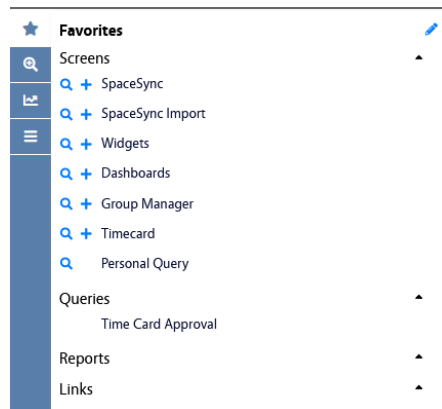 Favorites
Screens
SpaceSync
SpaceSync Import
Widgets
Dashboards
Group Manager
Timecard
Personal Query
Queries
Time Card Approval
Reports
Links